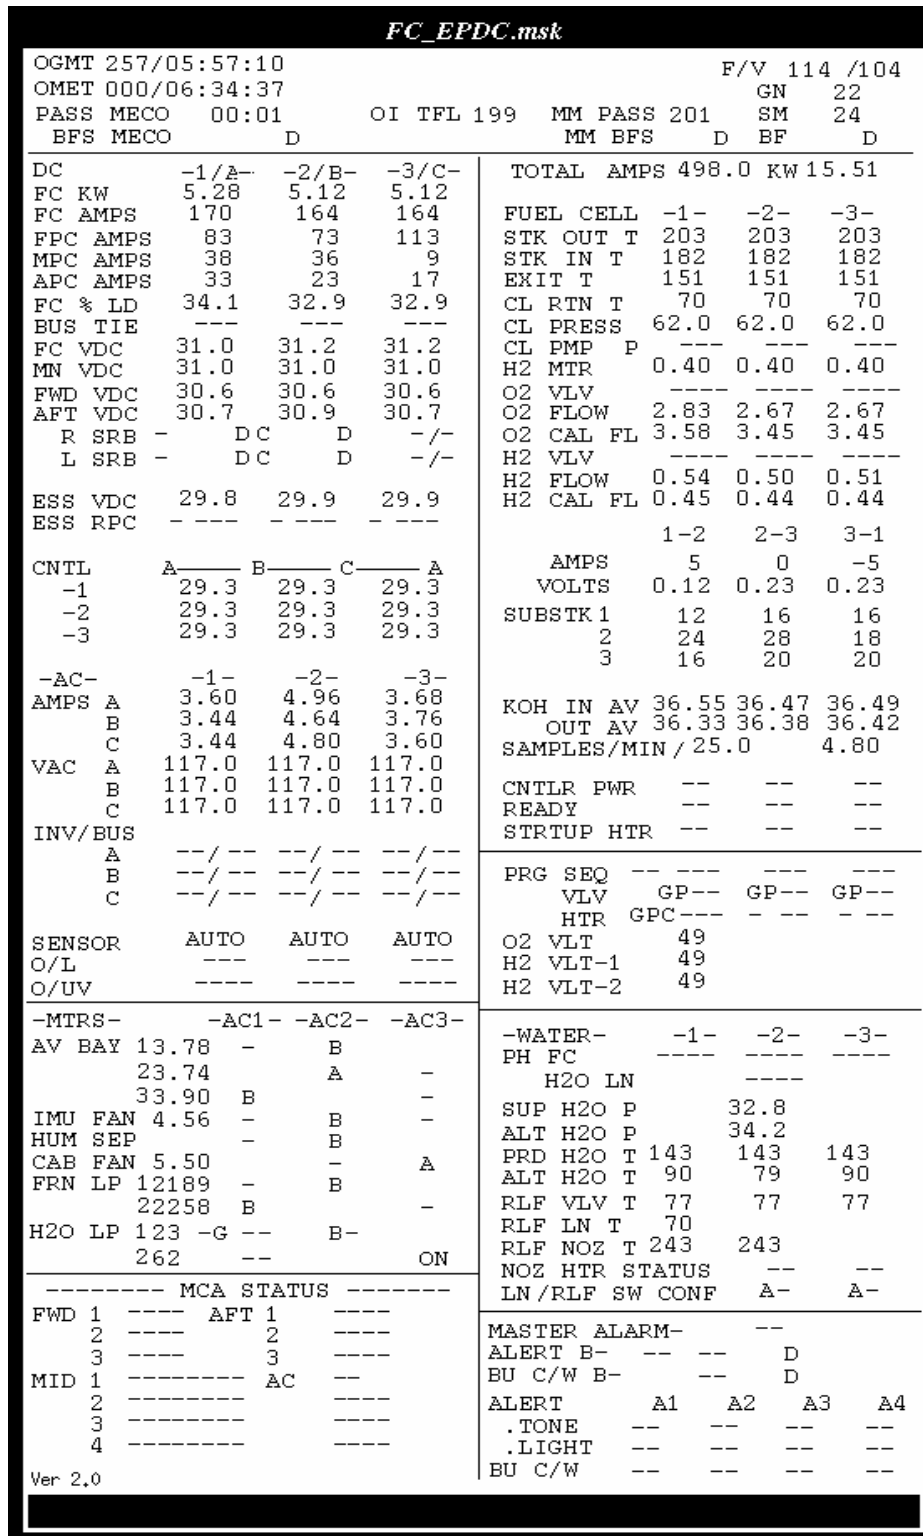 FC_EPDC.msk
OGMT 257/05:57:10
F/V 114 /104
OMET 000/06:34:37
GN 22
PASS MECO 00:01 OI TFL 199 MM PASS 201 SM 24
BFS MECO D MM BFS D BF D
DC -1/A- -2/B- -3/C-
FC KW 5.28 5.12 5.12
FC AMPS 170 164 164
FPC AMPS 83 73 113
MPC AMPS 38 36 9
APC AMPS 33 23 17
FC % LD 34.1 32.9 32.9
BUS TIE --- --- ---
FC VDC 31.0 31.2 31.2
MN VDC 31.0 31.0 31.0
FWD VDC 30.6 30.6 30.6
AFT VDC 30.7 30.9 30.7
R SRB - DC D -/-
L SRB - DC D -/-
ESS VDC 29.8 29.9 29.9
ESS RPC - --- - --- - ---
CNTL A B C A
-1 29.3 29.3 29.3
-2 29.3 29.3 29.3
-3 29.3 29.3 29.3
-AC- -1- -2- -3-
AMPS A 3.60 4.96 3.68
B 3.44 4.64 3.76
C 3.44 4.80 3.60
VAC A 117.0 117.0 117.0
B 117.0 117.0 117.0
C 117.0 117.0 117.0
INV/BUS
A --/-- --/-- --/--
B --/-- --/-- --/--
C --/-- --/-- --/--
SENSOR AUTO AUTO AUTO
O/L --- --- ---
O/UV ---- ---- ----
-MTRS- -AC1- -AC2- -AC3-
AV BAY 13.78 - B
23.74 A -
33.90 B -
IMU FAN 4.56 - B -
HUM SEP - B
CAB FAN 5.50 - A
FRN LP 12189 - B
22258 B -
H2O LP 123 -G -- B-
262 -- ON
-------- MCA STATUS -------
FWD 1 ---- AFT 1 ----
2 ---- 2 ----
3 ---- 3 ----
MID 1 -------- AC --
2 -------- ----
3 -------- ----
4 -------- ----
Ver 2.0
TOTAL AMPS 498.0 KW 15.51
FUEL CELL -1- -2- -3-
STK OUT T 203 203 203
STK IN T 182 182 182
EXIT T 151 151 151
CL RTN T 70 70 70
CL PRESS 62.0 62.0 62.0
CL PMP P --- --- ---
H2 MTR 0.40 0.40 0.40
O2 VLV ---- ---- ----
O2 FLOW 2.83 2.67 2.67
O2 CAL FL 3.58 3.45 3.45
H2 VLV ---- ---- ----
H2 FLOW 0.54 0.50 0.51
H2 CAL FL 0.45 0.44 0.44
1-2 2-3 3-1
AMPS 5 0 -5
VOLTS 0.12 0.23 0.23
SUBSTK 1 12 16 16
2 24 28 18
3 16 20 20
KOH IN AV 36.55 36.47 36.49
OUT AV 36.33 36.38 36.42
SAMPLES/MIN / 25.0 4.80
CNTLR PWR -- -- --
READY -- -- --
STRTUP HTR -- -- --
PRG SEQ -- --- --- ---
VLV GP-- GP-- GP--
HTR GPC--- - -- - --
O2 VLT 49
H2 VLT-1 49
H2 VLT-2 49
-WATER- -1- -2- -3-
PH FC ---- ---- ----
H2O LN ----
SUP H2O P 32.8
ALT H2O P 34.2
PRD H2O T 143 143 143
ALT H2O T 90 79 90
RLF VLV T 77 77 77
RLF LN T 70
RLF NOZ T 243 243
NOZ HTR STATUS -- --
LN/RLF SW CONF A- A-
MASTER ALARM- --
ALERT B- -- -- D
BU C/W B- -- D
ALERT A1 A2 A3 A4
.TONE -- -- -- --
.LIGHT -- -- -- --
BU C/W -- -- -- --